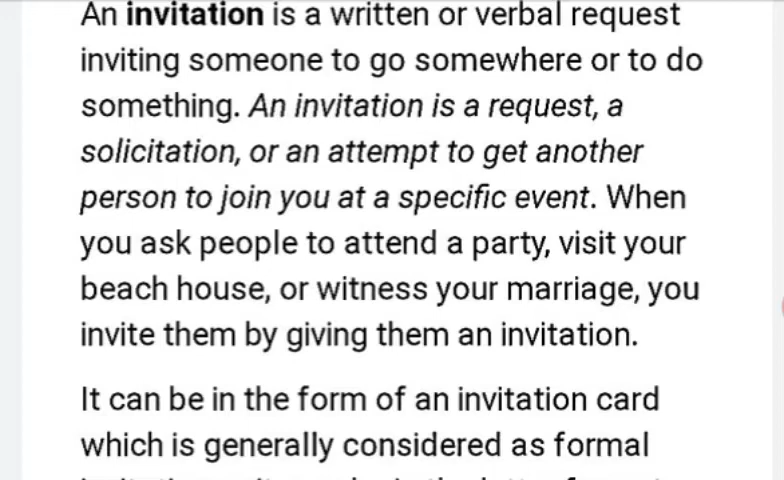 An invitation is a written or verbal request
inviting someone to go somewhere or to do
something. An invitation is a request, a
solicitation, or an attempt to get another
person to join you at a specific event. When
you ask people to attend a party, visit your
beach house, or witness your marriage, you
invite them by giving them an invitation.
It can be in the form of an invitation card
which is generally considered as formal